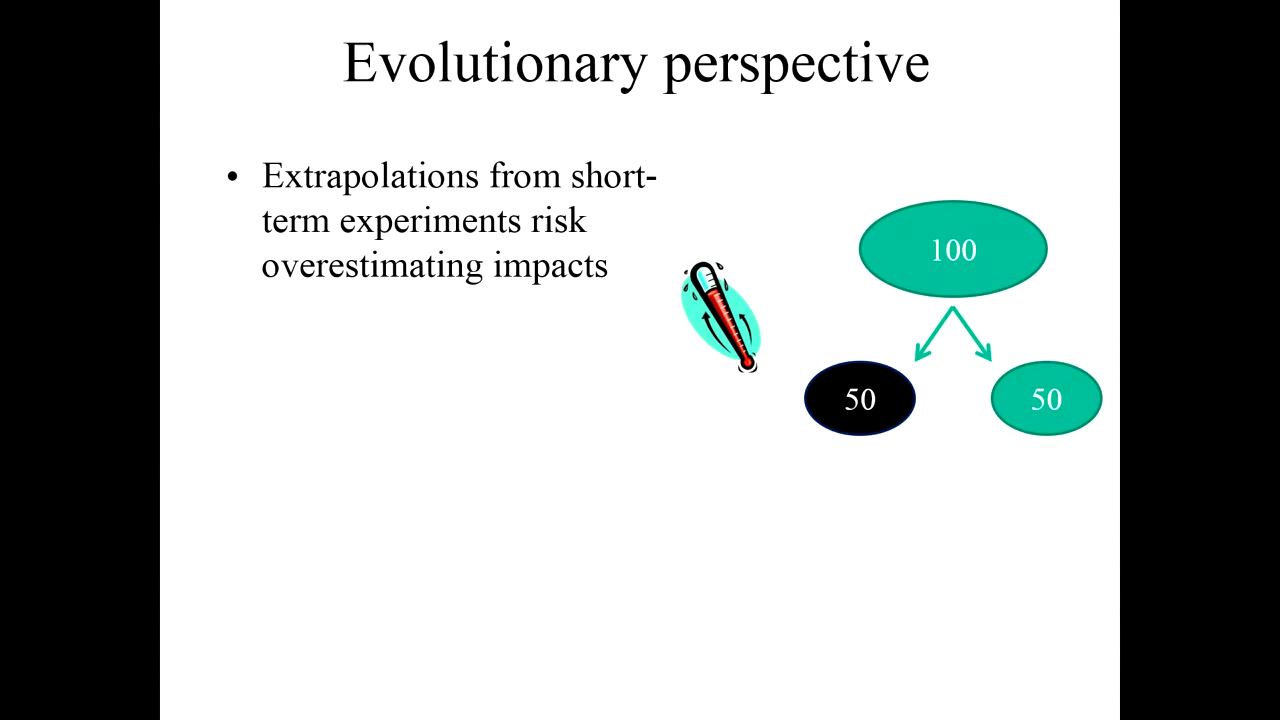 Evolutionary perspective
• Extrapolations from short-
term experiments risk
overestimating impacts
100
50
50